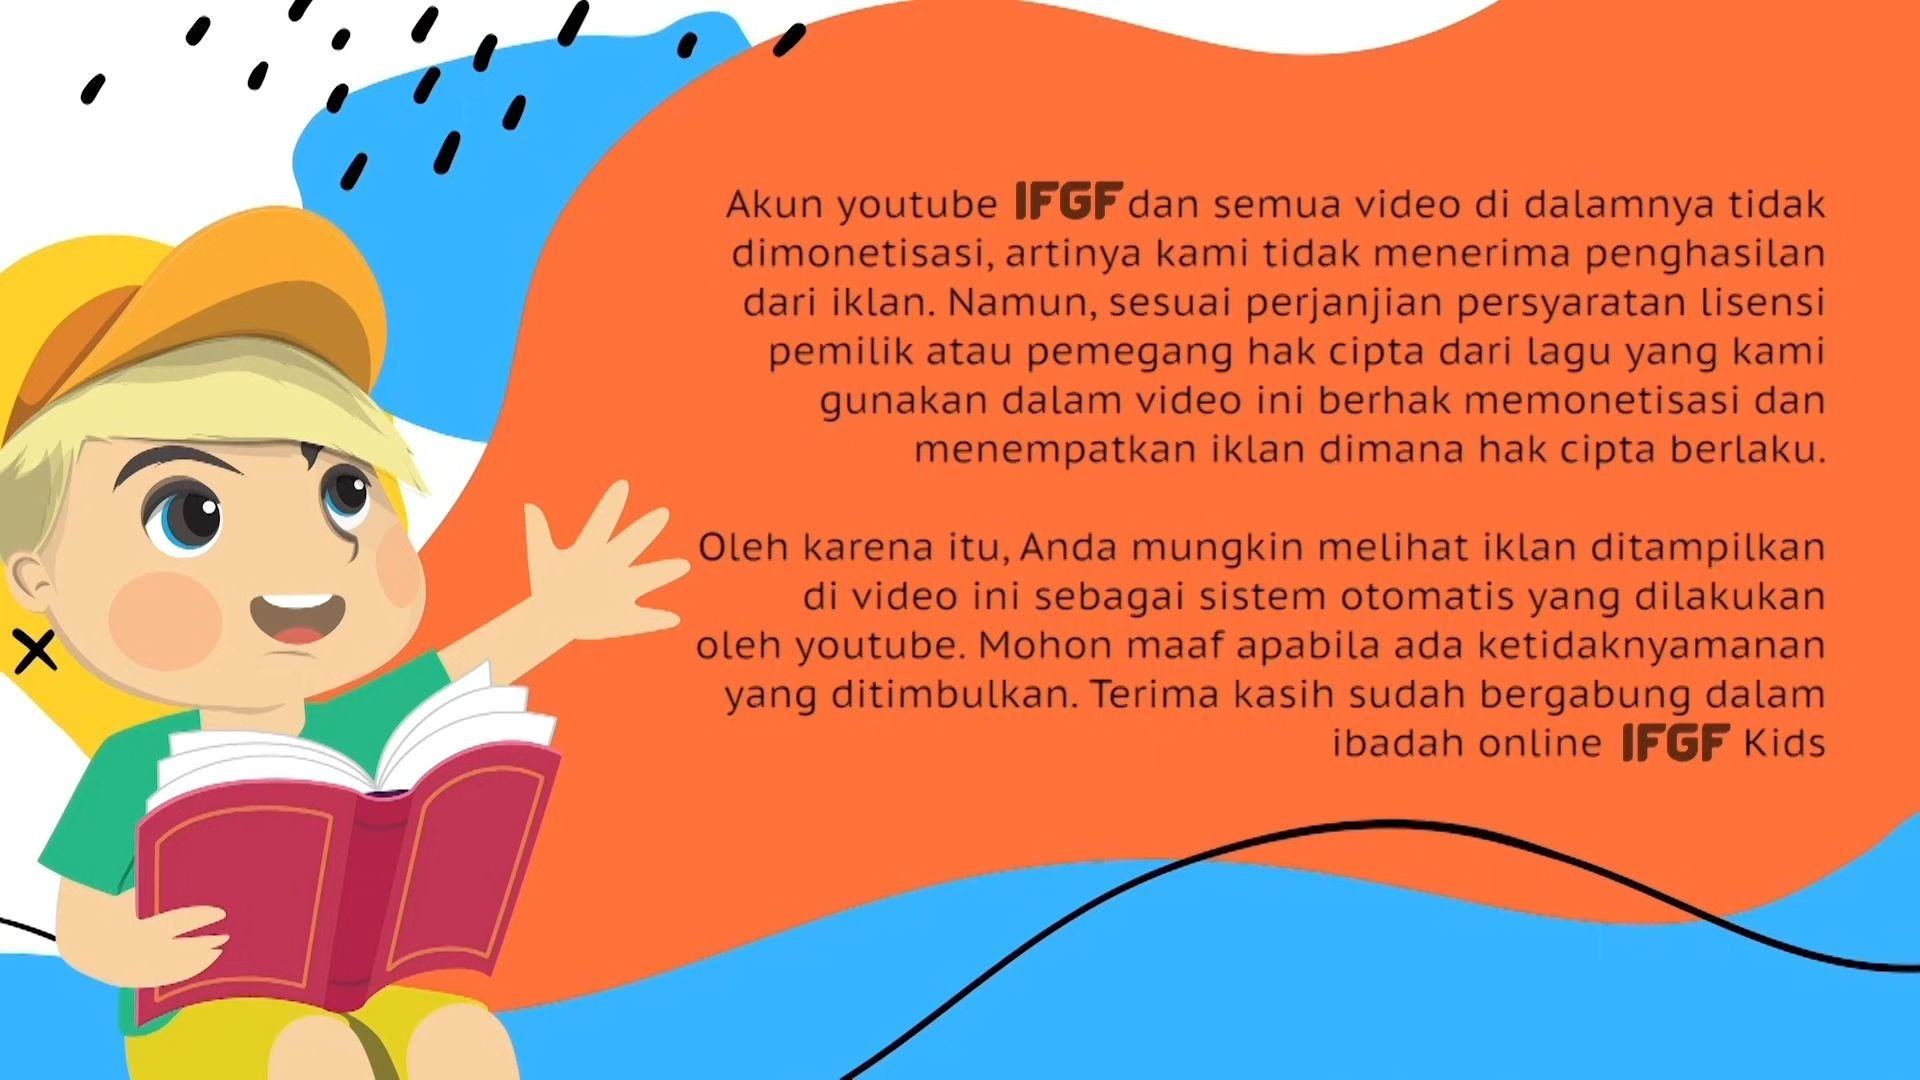 Akun youtube IFGF dan semua video di dalamnya tidak
dimonetisasi, artinya kami tidak menerima penghasilan
dari iklan. Namun, sesuai perjanjian persyaratan lisensi
pemilik atau pemegang hak cipta dari lagu yang kami
gunakan dalam video ini berhak memonetisasi dan
menempatkan iklan dimana hak cipta berlaku.
Oleh karena itu, Anda mungkin melihat iklan ditampilkan
di video ini sebagai sistem otomatis yang dilakukan
oleh youtube. Mohon maaf apabila ada ketidaknyamanan
yang ditimbulkan. Terima kasih sudah bergabung dalam
ibadah online IFGF Kids